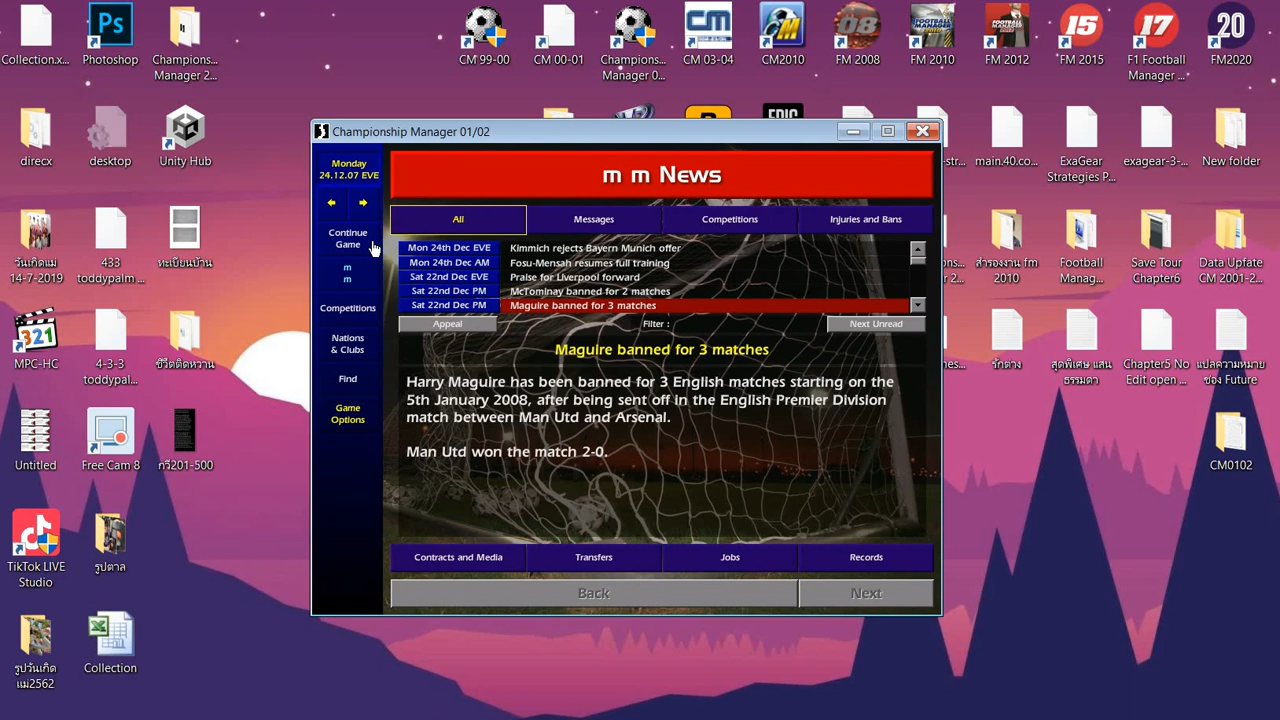 Collection.x...
Photoshop
Champions...
Manager 2...
CM 99-00
CM 00-01
Champions...
Manager 0...
CM 03-04
CM2010
FM 2008
FM 2010
FM 2012
FM 2015
F1 Football
Manager ...
FM2020
direcx
desktop
Unity Hub
main.40.co...
ExaGear
Strategies P...
exagear-3-...
New folder
วันเกิดแม่
14-7-2019
433
toddypalm...
ทะเบียนบ้าน
สำรองงาน fm
2010
Football
Manag...
Save Tour
Chapter6
Data Upfate
CM 2001-2...
MPC-HC
4-3-3
toddypal...
ชีวิตติดหวาน
รักต่าง
สุดพิเศษ แสน
ธรรมดา
Chapter5 No
Edit open ...
แปลความหมาย
ของ Future
Untitled
Free Cam 8
กวี201-500
CM0102
TikTok LIVE
Studio
รูปตาล
รูปวันเกิด
แม่2562
Collection
Championship Manager 01/02
Monday
24.12.07 EVE
Continue
Game
m
m
Competitions
Nations
& Clubs
Find
Game
Options
m m News
All
Messages
Competitions
Injuries and Bans
Mon 24th Dec EVE Kimmich rejects Bayern Munich offer
Mon 24th Dec AM Fosu-Mensah resumes full training
Sat 22nd Dec EVE Praise for Liverpool forward
Sat 22nd Dec PM McTominay banned for 2 matches
Sat 22nd Dec PM Maguire banned for 3 matches
Appeal
Filter :
Next Unread
Maguire banned for 3 matches
Harry Maguire has been banned for 3 English matches starting on the
5th January 2008, after being sent off in the English Premier Division
match between Man Utd and Arsenal.
Man Utd won the match 2-0.
Contracts and Media
Transfers
Jobs
Records
Back
Next